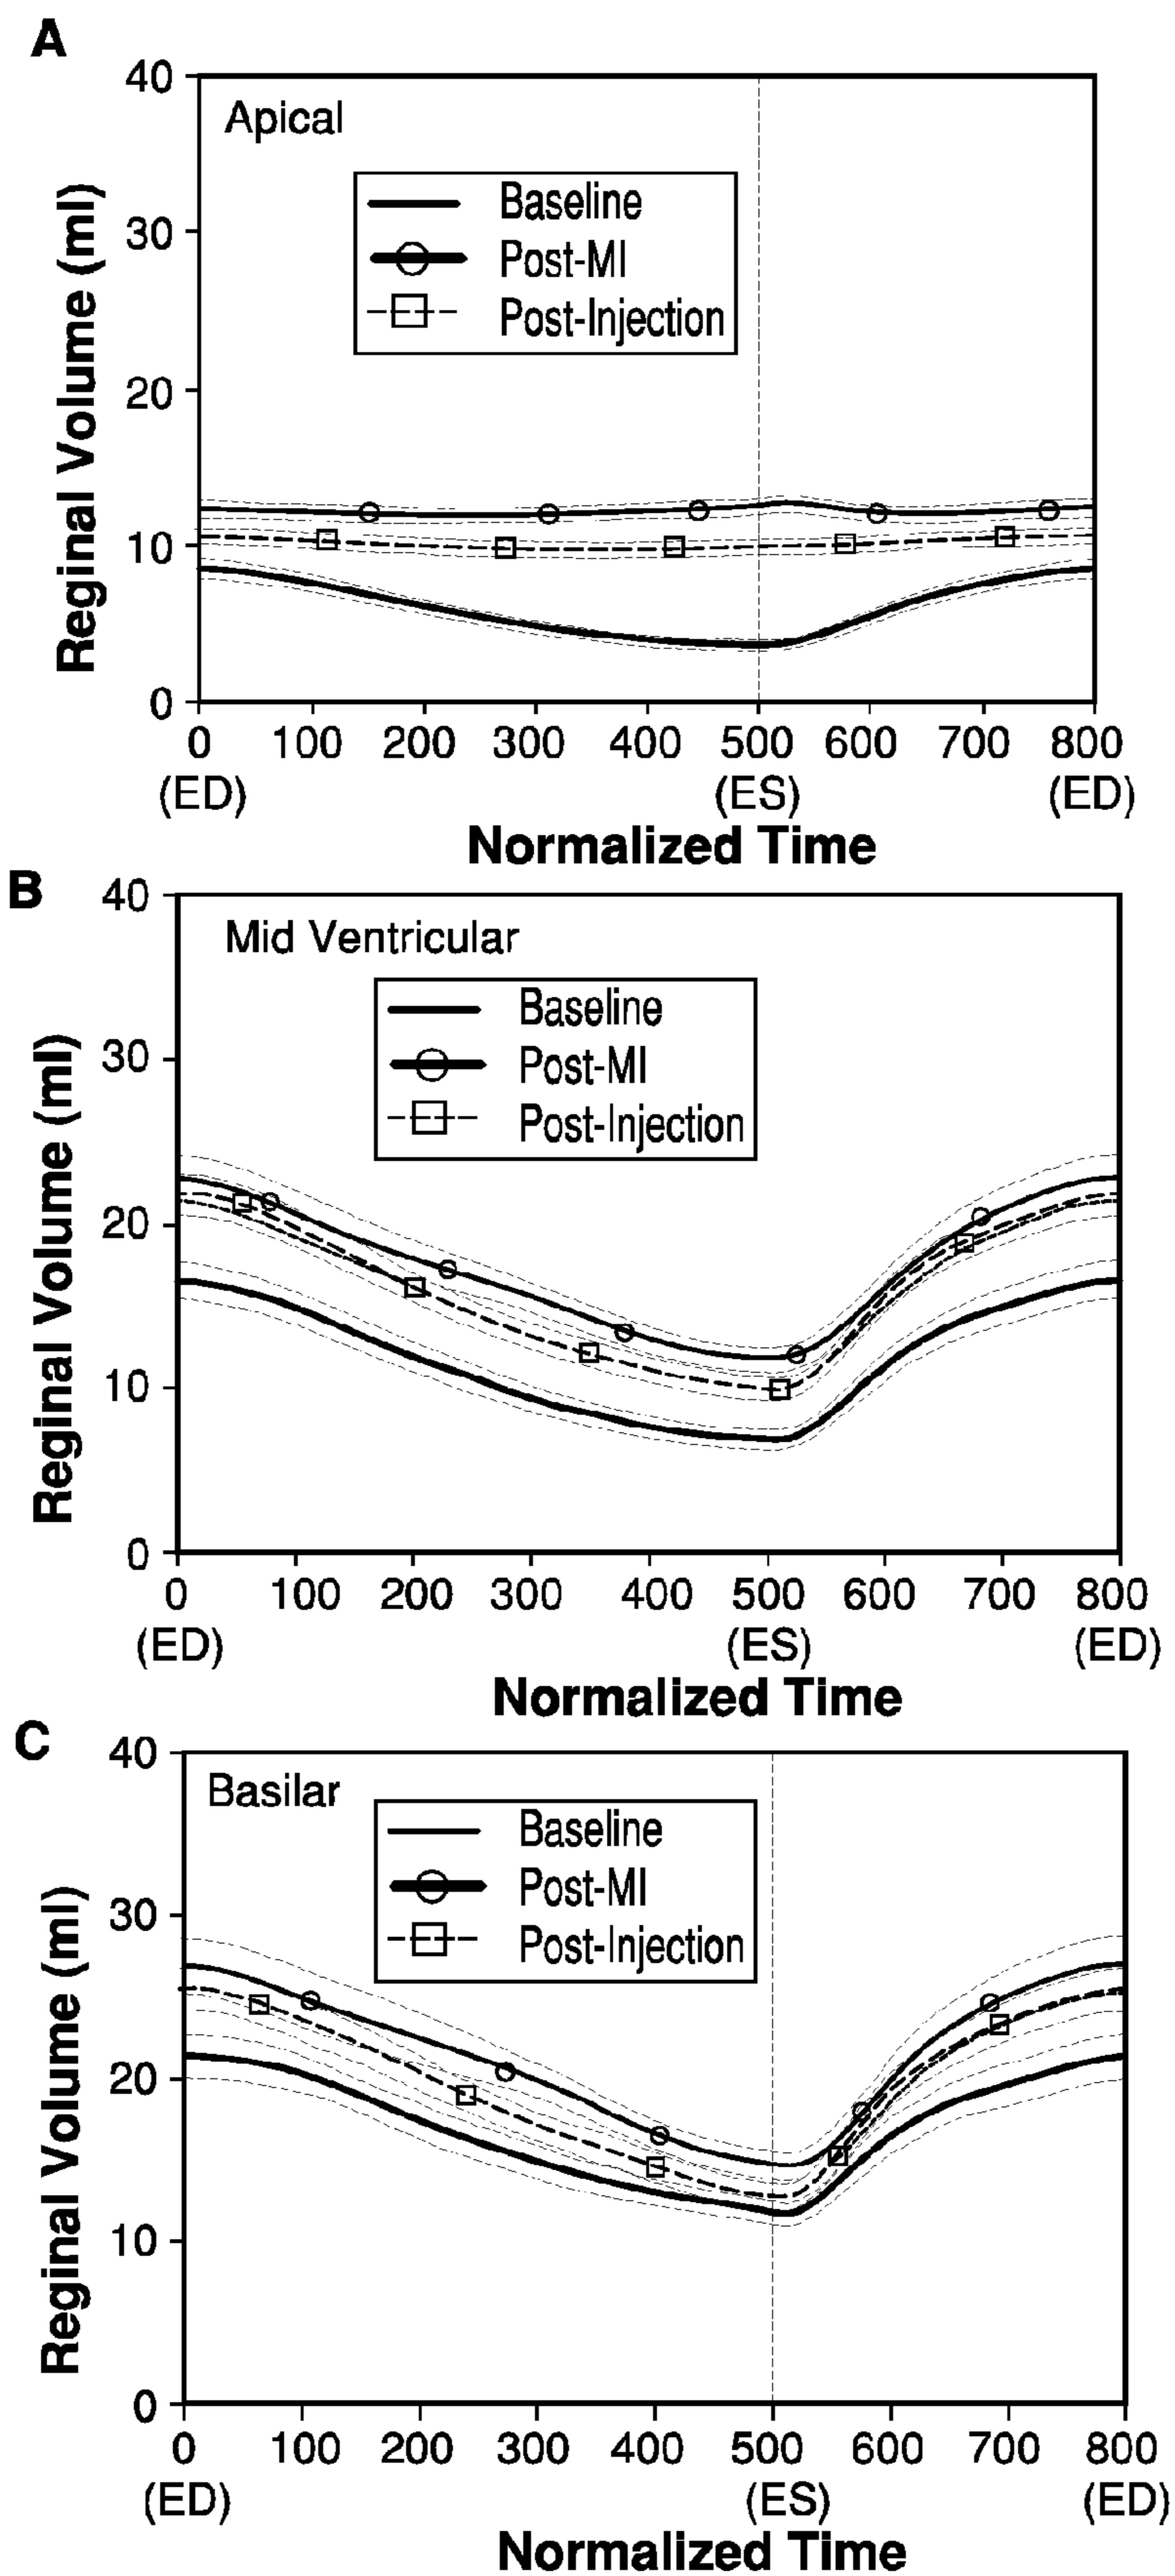 A
Apical
Baseline
Post-MI
Post-Injection
Reginal Volume (ml)
40
30
20
10
0
0 100 200 300 400 500 600 700 800
(ED) (ES) (ED)
Normalized Time
B
Mid Ventricular
Baseline
Post-MI
Post-Injection
Reginal Volume (ml)
40
30
20
10
0
0 100 200 300 400 500 600 700 800
(ED) (ES) (ED)
Normalized Time
C
Basilar
Baseline
Post-MI
Post-Injection
Reginal Volume (ml)
40
30
20
10
0
0 100 200 300 400 500 600 700 800
(ED) (ES) (ED)
Normalized Time